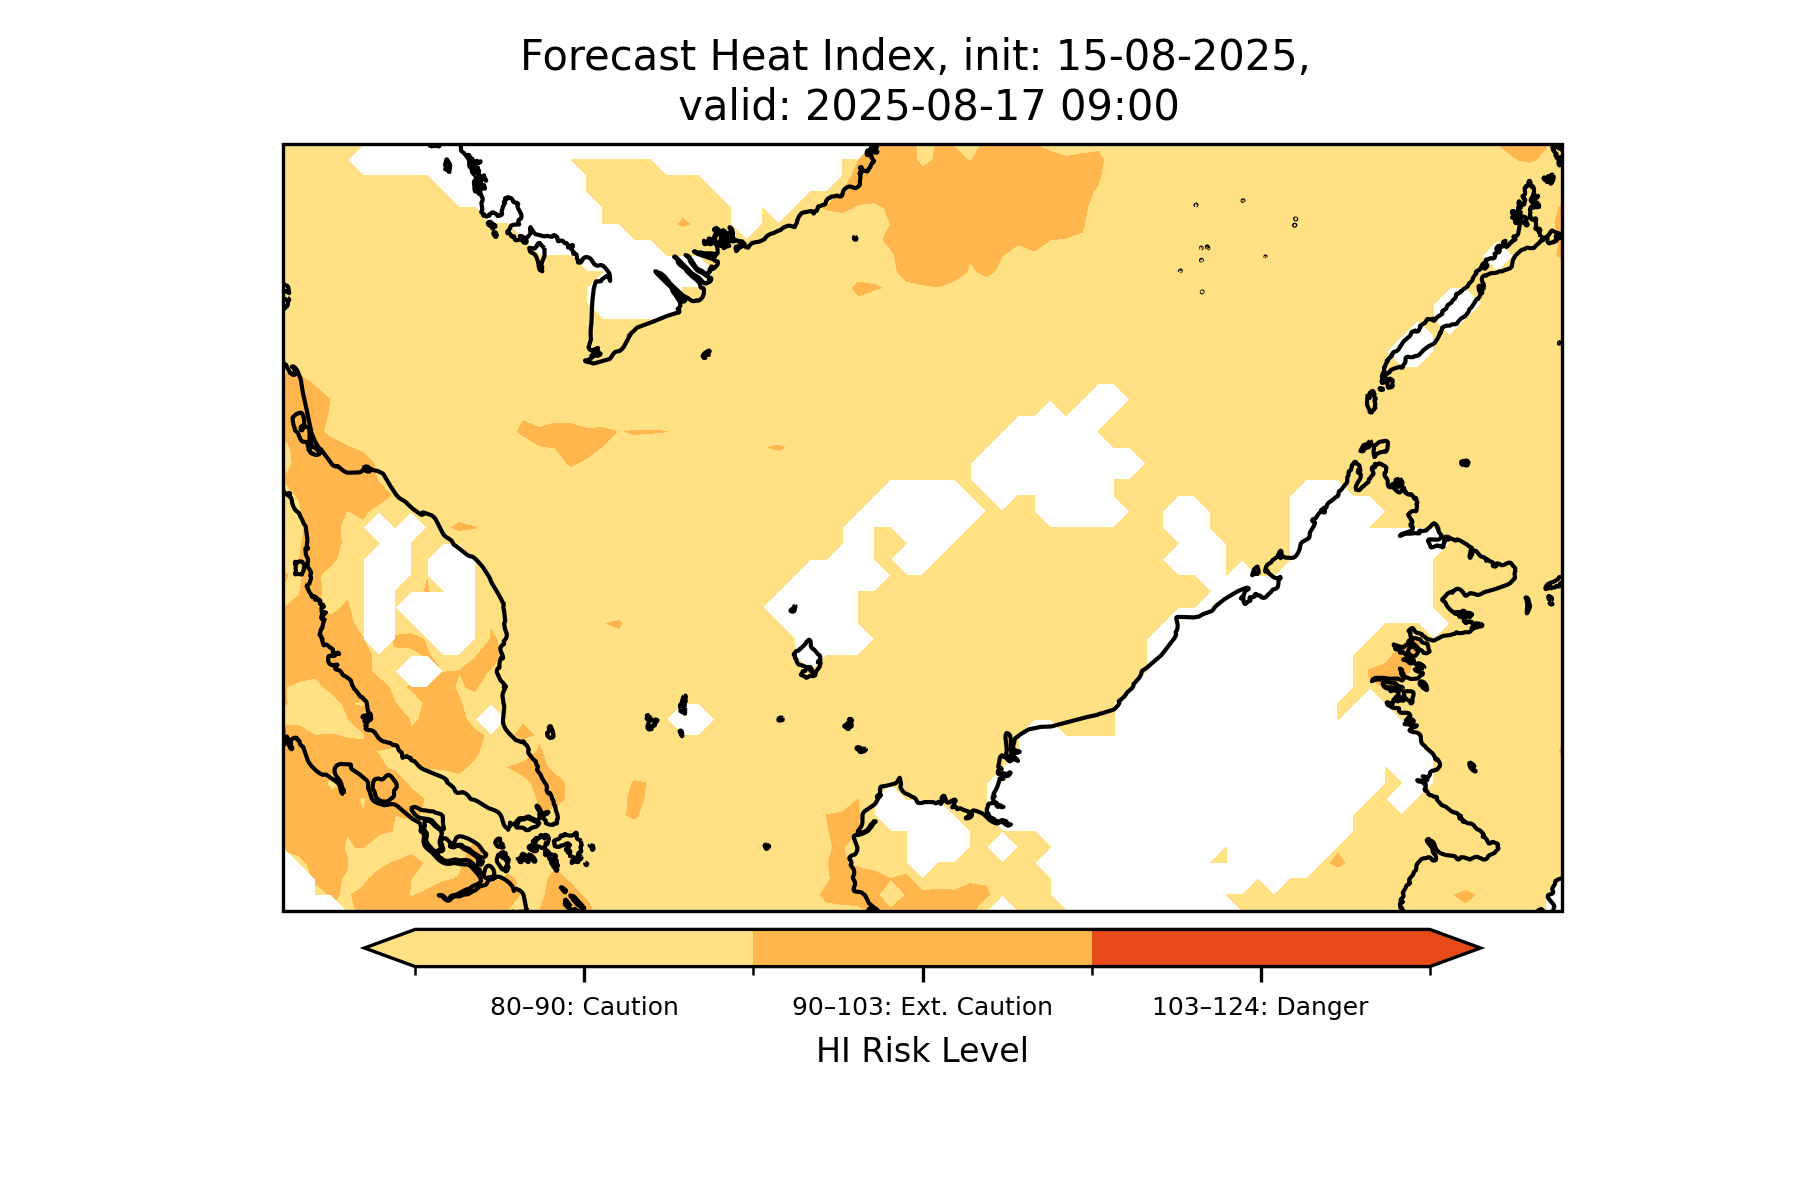 Forecast Heat Index, init: 15-08-2025,
valid: 2025-08-17 09:00
80–90: Caution
90–103: Ext. Caution
103–124: Danger
HI Risk Level